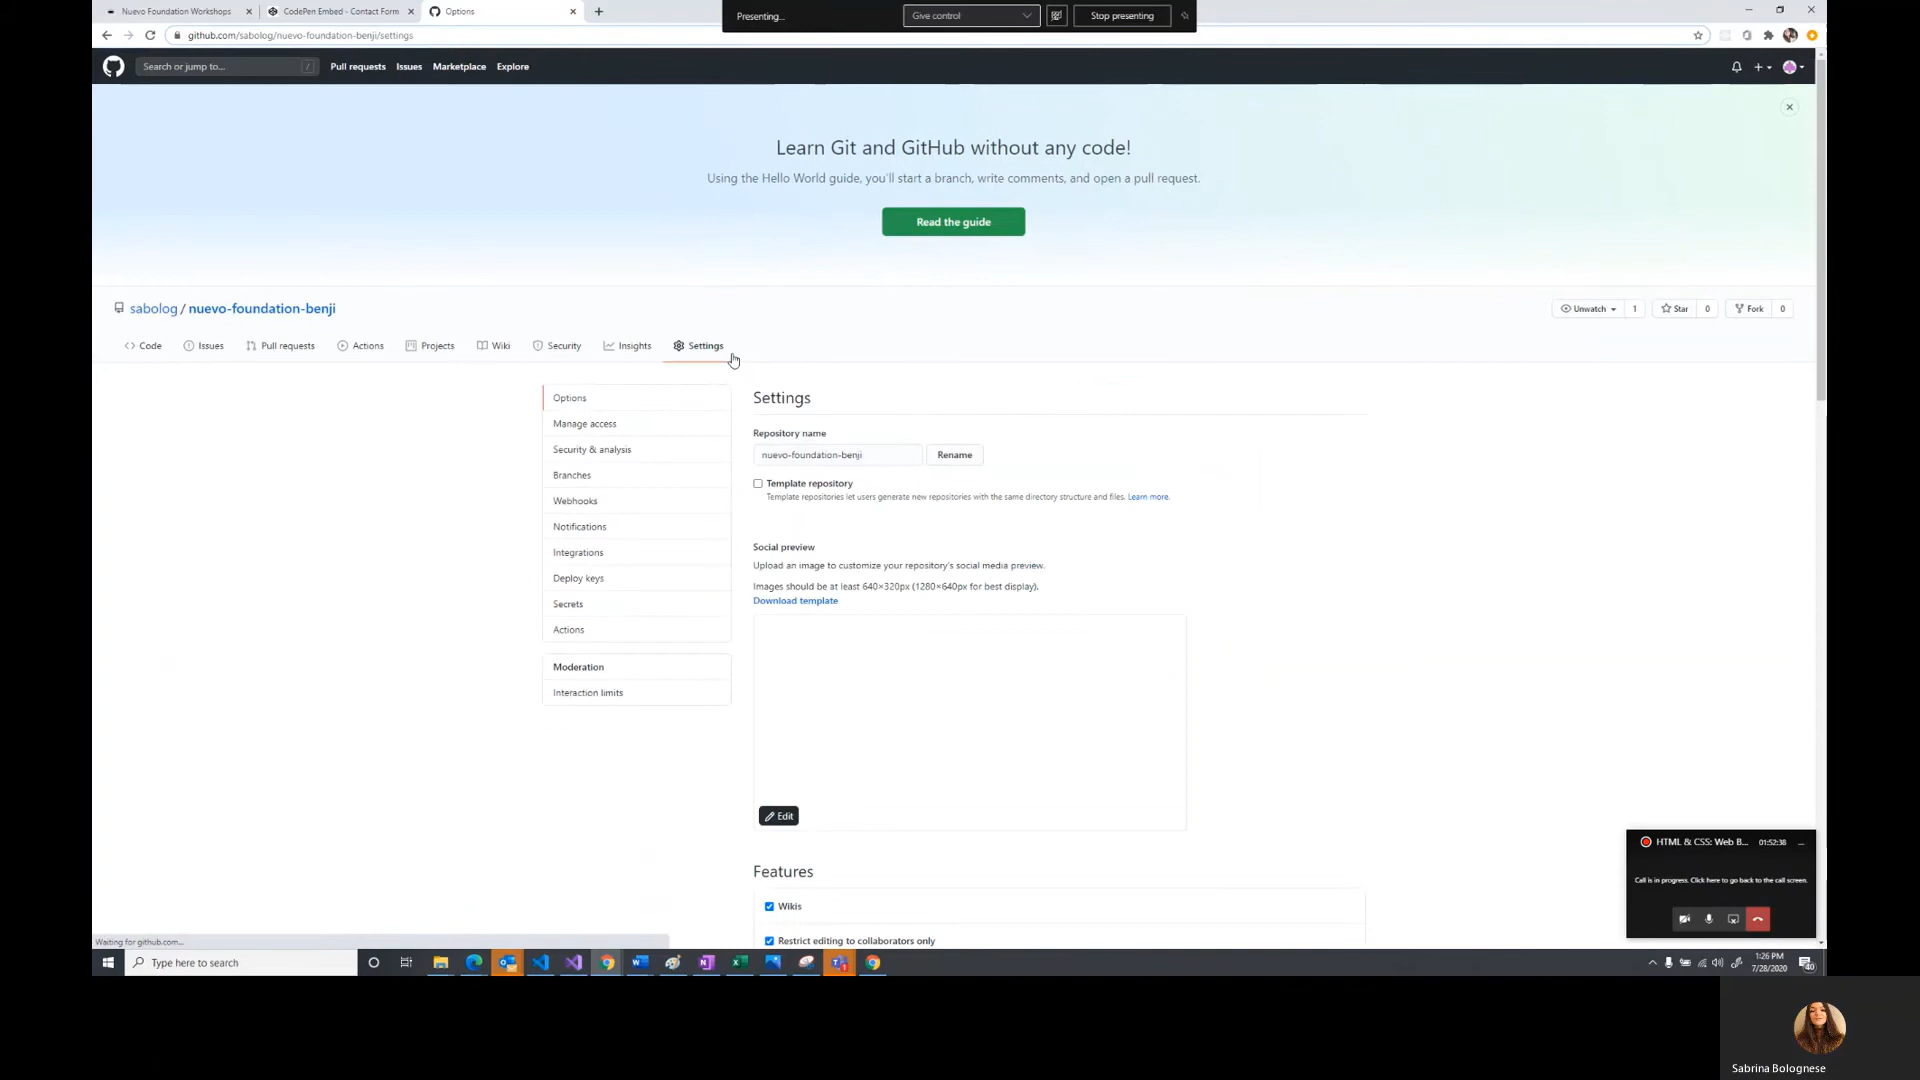 Nuevo Foundation Workshops
CodePen Embed - Contact Form
Options
Presenting...
Give control
Stop presenting
github.com/sabolog/nuevo-foundation-benji/settings
Search or jump to...
/
Pull requests
Issues
Marketplace
Explore
Learn Git and GitHub without any code!
Using the Hello World guide, you'll start a branch, write comments, and open a pull request.
Read the guide
sabolog / nuevo-foundation-benji
Unwatch 1
Star 0
Fork 0
Code
Issues
Pull requests
Actions
Projects
Wiki
Security
Insights
Settings
Options
Manage access
Security & analysis
Branches
Webhooks
Notifications
Integrations
Deploy keys
Secrets
Actions
Moderation
Interaction limits
Settings
Repository name
nuevo-foundation-benji
Rename
Template repository
Template repositories let users generate new repositories with the same directory structure and files. Learn more.
Social preview
Upload an image to customize your repository's social media preview.
Images should be at least 640×320px (1280×640px for best display).
Download template
Edit
Features
Wikis
Restrict editing to collaborators only
HTML & CSS: Web B... 01:52:38
Call is in progress. Click here to go back to the call screen.
Waiting for github.com...
Type here to search
1:26 PM
7/28/2020
40
Sabrina Bolognese